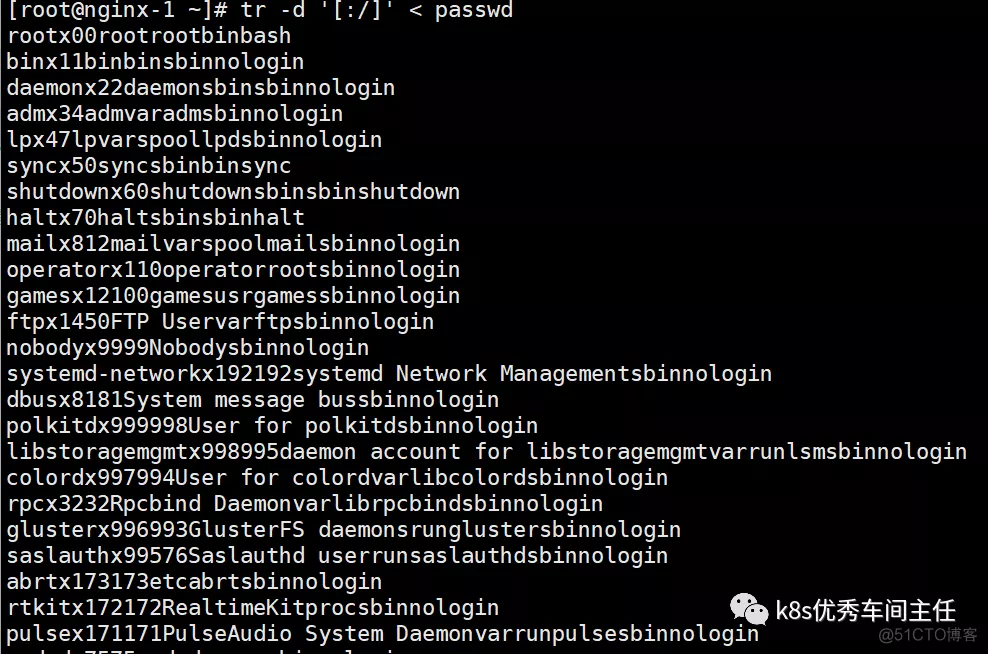 [root@nginx-1 ~]# tr -d '[:/]' < passwd
rootx00rootrootbinbash
binx11binbinsbinnologin
daemonx22daemonsbinsbinnologin
admx34admvaradmsbinnologin
lpx47lpvarspoollpdsbinnologin
syncx50syncsbinbinsync
shutdownx60shutdownsbinsbinshutdown
haltx70haltsbinsbinhalt
mailx812mailvarspoolmailsbinnologin
operatorx110operatorrootsbinnologin
gamesx12100gamesusrgamessbinnologin
ftpx1450FTP Uservarftpsbinnologin
nobodyx9999Nobodysbinnologin
systemd-networkx192192systemd Network Managementsbinnologin
dbusx8181System message bussbinnologin
polkitdx999998User for polkitdsbinnologin
libstoragemgmtx998995daemon account for libstoragemgmtvarrunlsmsbinnologin
colordx997994User for colordvarlibcolordsbinnologin
rpcx3232Rpcbind Daemonvarlibrpcbindsbinnologin
glusterx996993GlusterFS daemonsrunglustersbinnologin
saslauthx99576Saslauthd userrunsaslauthdsbinnologin
abrtx173173etcabrtsbinnologin
rtkitx172172RealtimeKitprocsbinnologin
pulsex171171PulseAudio System Daemonvarrunpulsesbinnologin
k8s优秀车间主任
@51CTO博客